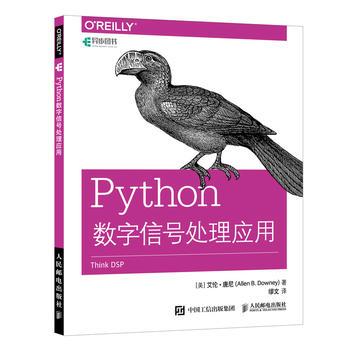 O'REILLY
异步图书
Python
数字信号处理应用
Think DSP
[美] 艾伦·唐尼 (Allen B. Downey) 著
缪文 译
中国工信出版集团
人民邮电出版社
O'REILLY
Python数字信号处理应用
人民邮电出版社